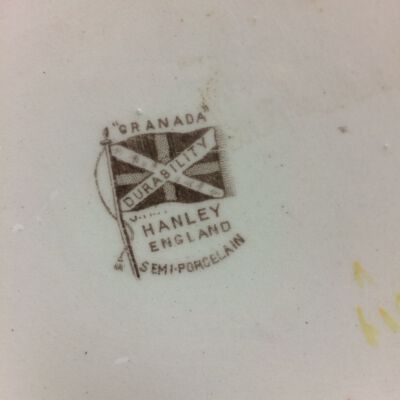 "GRANADA"
DURABILITY
HANLEY
ENGLAND
SEMI-PORCELAIN